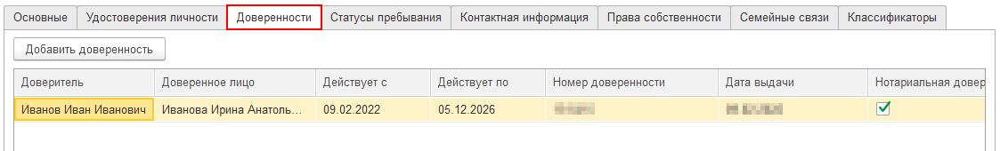 Основные Удостоверения личности Доверенности Статусы пребывания Контактная информация Права собственности Семейные связи Классификаторы
Добавить доверенность
Доверитель Доверенное лицо Действует с Действует по Номер доверенности Дата выдачи Нотариальная довер
Иванов Иван Иванович Иванова Ирина Анатоль... 09.02.2022 05.12.2026